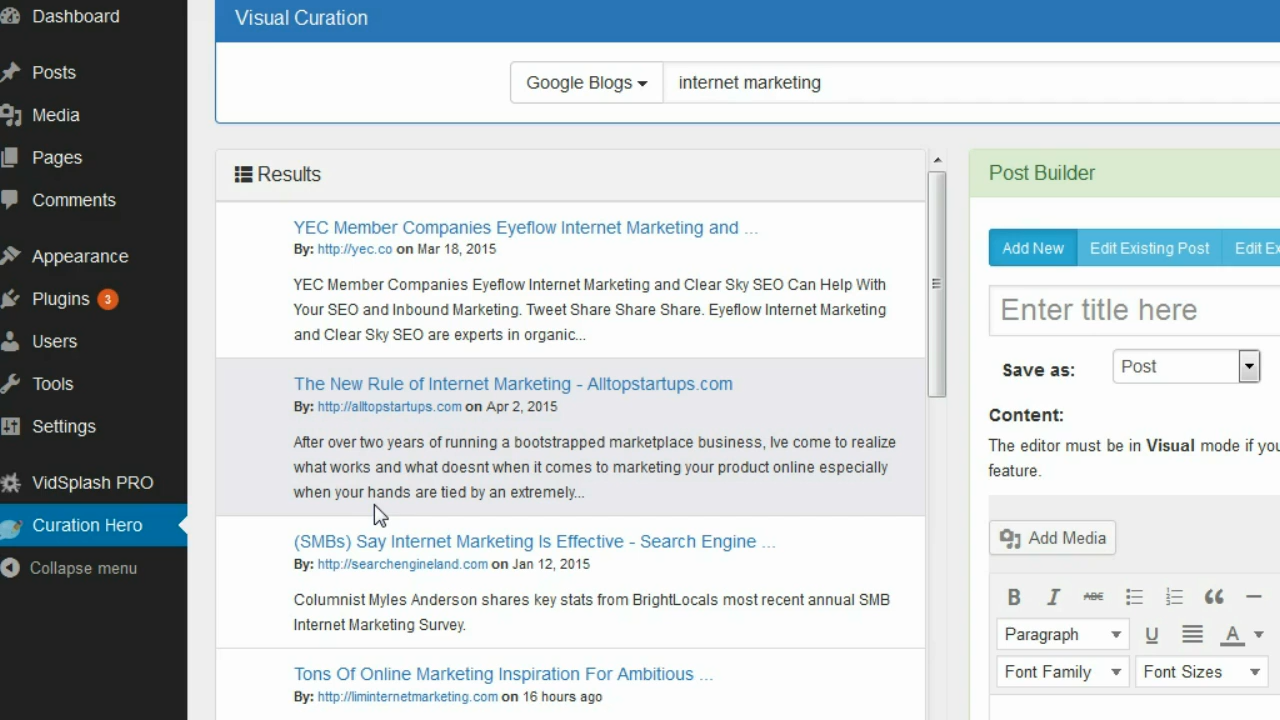 Dashboard
Posts
Media
Pages
Comments
Appearance
Plugins 3
Users
Tools
Settings
VidSplash PRO
Curation Hero
Collapse menu
Visual Curation
Google Blogs internet marketing
Results
YEC Member Companies Eyeflow Internet Marketing and ...
By: http://yec.co on Mar 18, 2015
YEC Member Companies Eyeflow Internet Marketing and Clear Sky SEO Can Help With
Your SEO and Inbound Marketing. Tweet Share Share Share. Eyeflow Internet Marketing
and Clear Sky SEO are experts in organic...
The New Rule of Internet Marketing - Alltopstartups.com
By: http://alltopstartups.com on Apr 2, 2015
After over two years of running a bootstrapped marketplace business, Ive come to realize
what works and what doesnt when it comes to marketing your product online especially
when your hands are tied by an extremely...
(SMBs) Say Internet Marketing Is Effective - Search Engine ...
By: http://searchengineland.com on Jan 12, 2015
Columnist Myles Anderson shares key stats from BrightLocals most recent annual SMB
Internet Marketing Survey.
Tons Of Online Marketing Inspiration For Ambitious ...
By: http://liminternetmarketing.com on 16 hours ago
Post Builder
Add New Edit Existing Post Edit Ex
Enter title here
Save as: Post
Content:
The editor must be in Visual mode if you
feature.
Add Media
B I ABC
Paragraph U A
Font Family Font Sizes